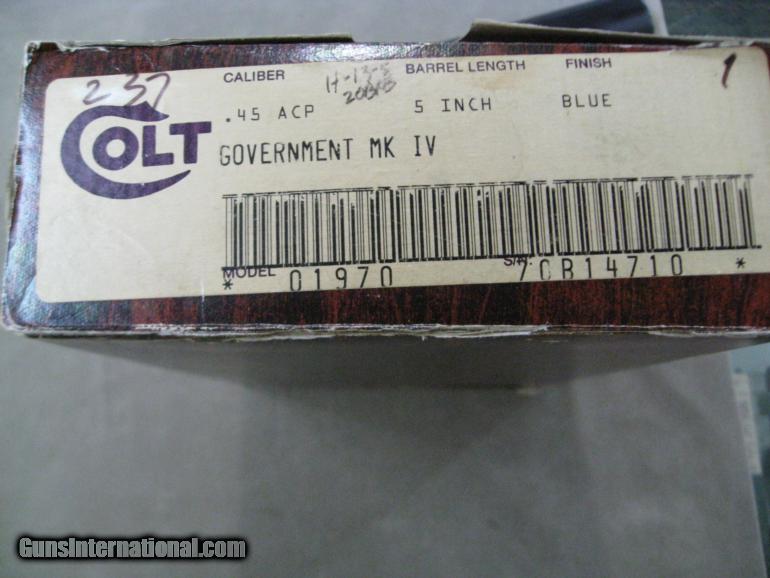 CALIBER BARREL LENGTH FINISH
237 1
.45 ACP 5 INCH BLUE
COLT
GOVERNMENT MK IV
MODEL S/N.
* 01970 70B14710 *
GunsInternational.com